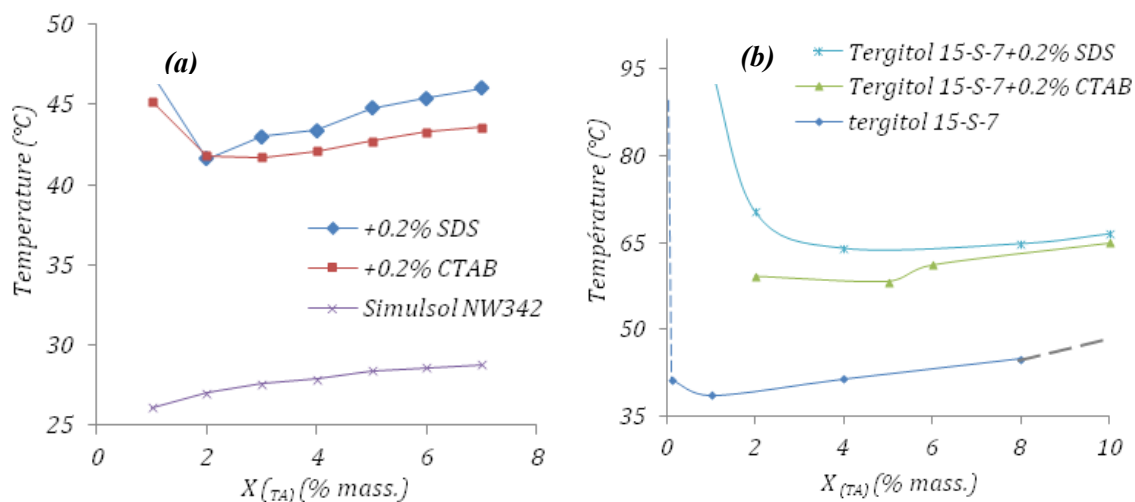 (a)
50
45
40
35
30
25
Temperature (°C)
+0.2% SDS
+0.2% CTAB
Simulsol NW342
0 2 4 6 8
X (TA) (% mass.)
(b)
Tergitol 15-S-7+0.2% SDS
Tergitol 15-S-7+0.2% CTAB
tergitol 15-S-7
95
80
65
50
35
Température (°C)
0 2 4 6 8 10
X (TA) (% mass.)